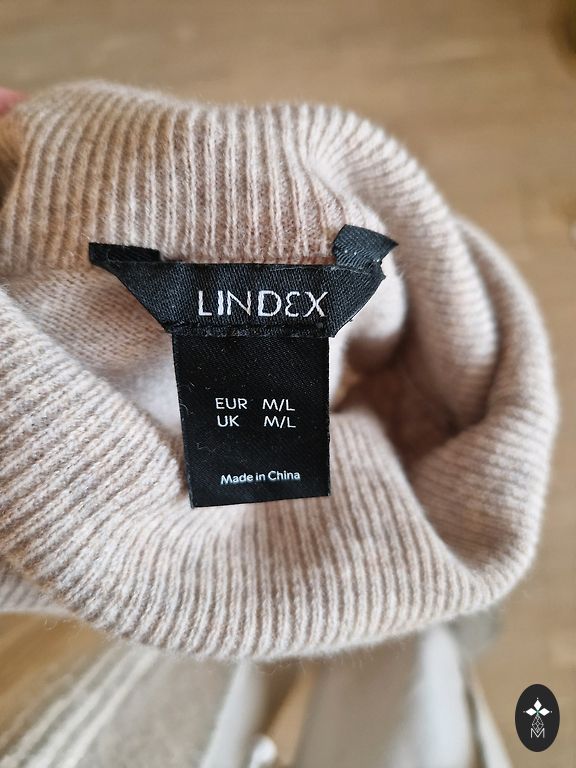 LINDEX
EUR M/L
UK M/L
Made in China
M